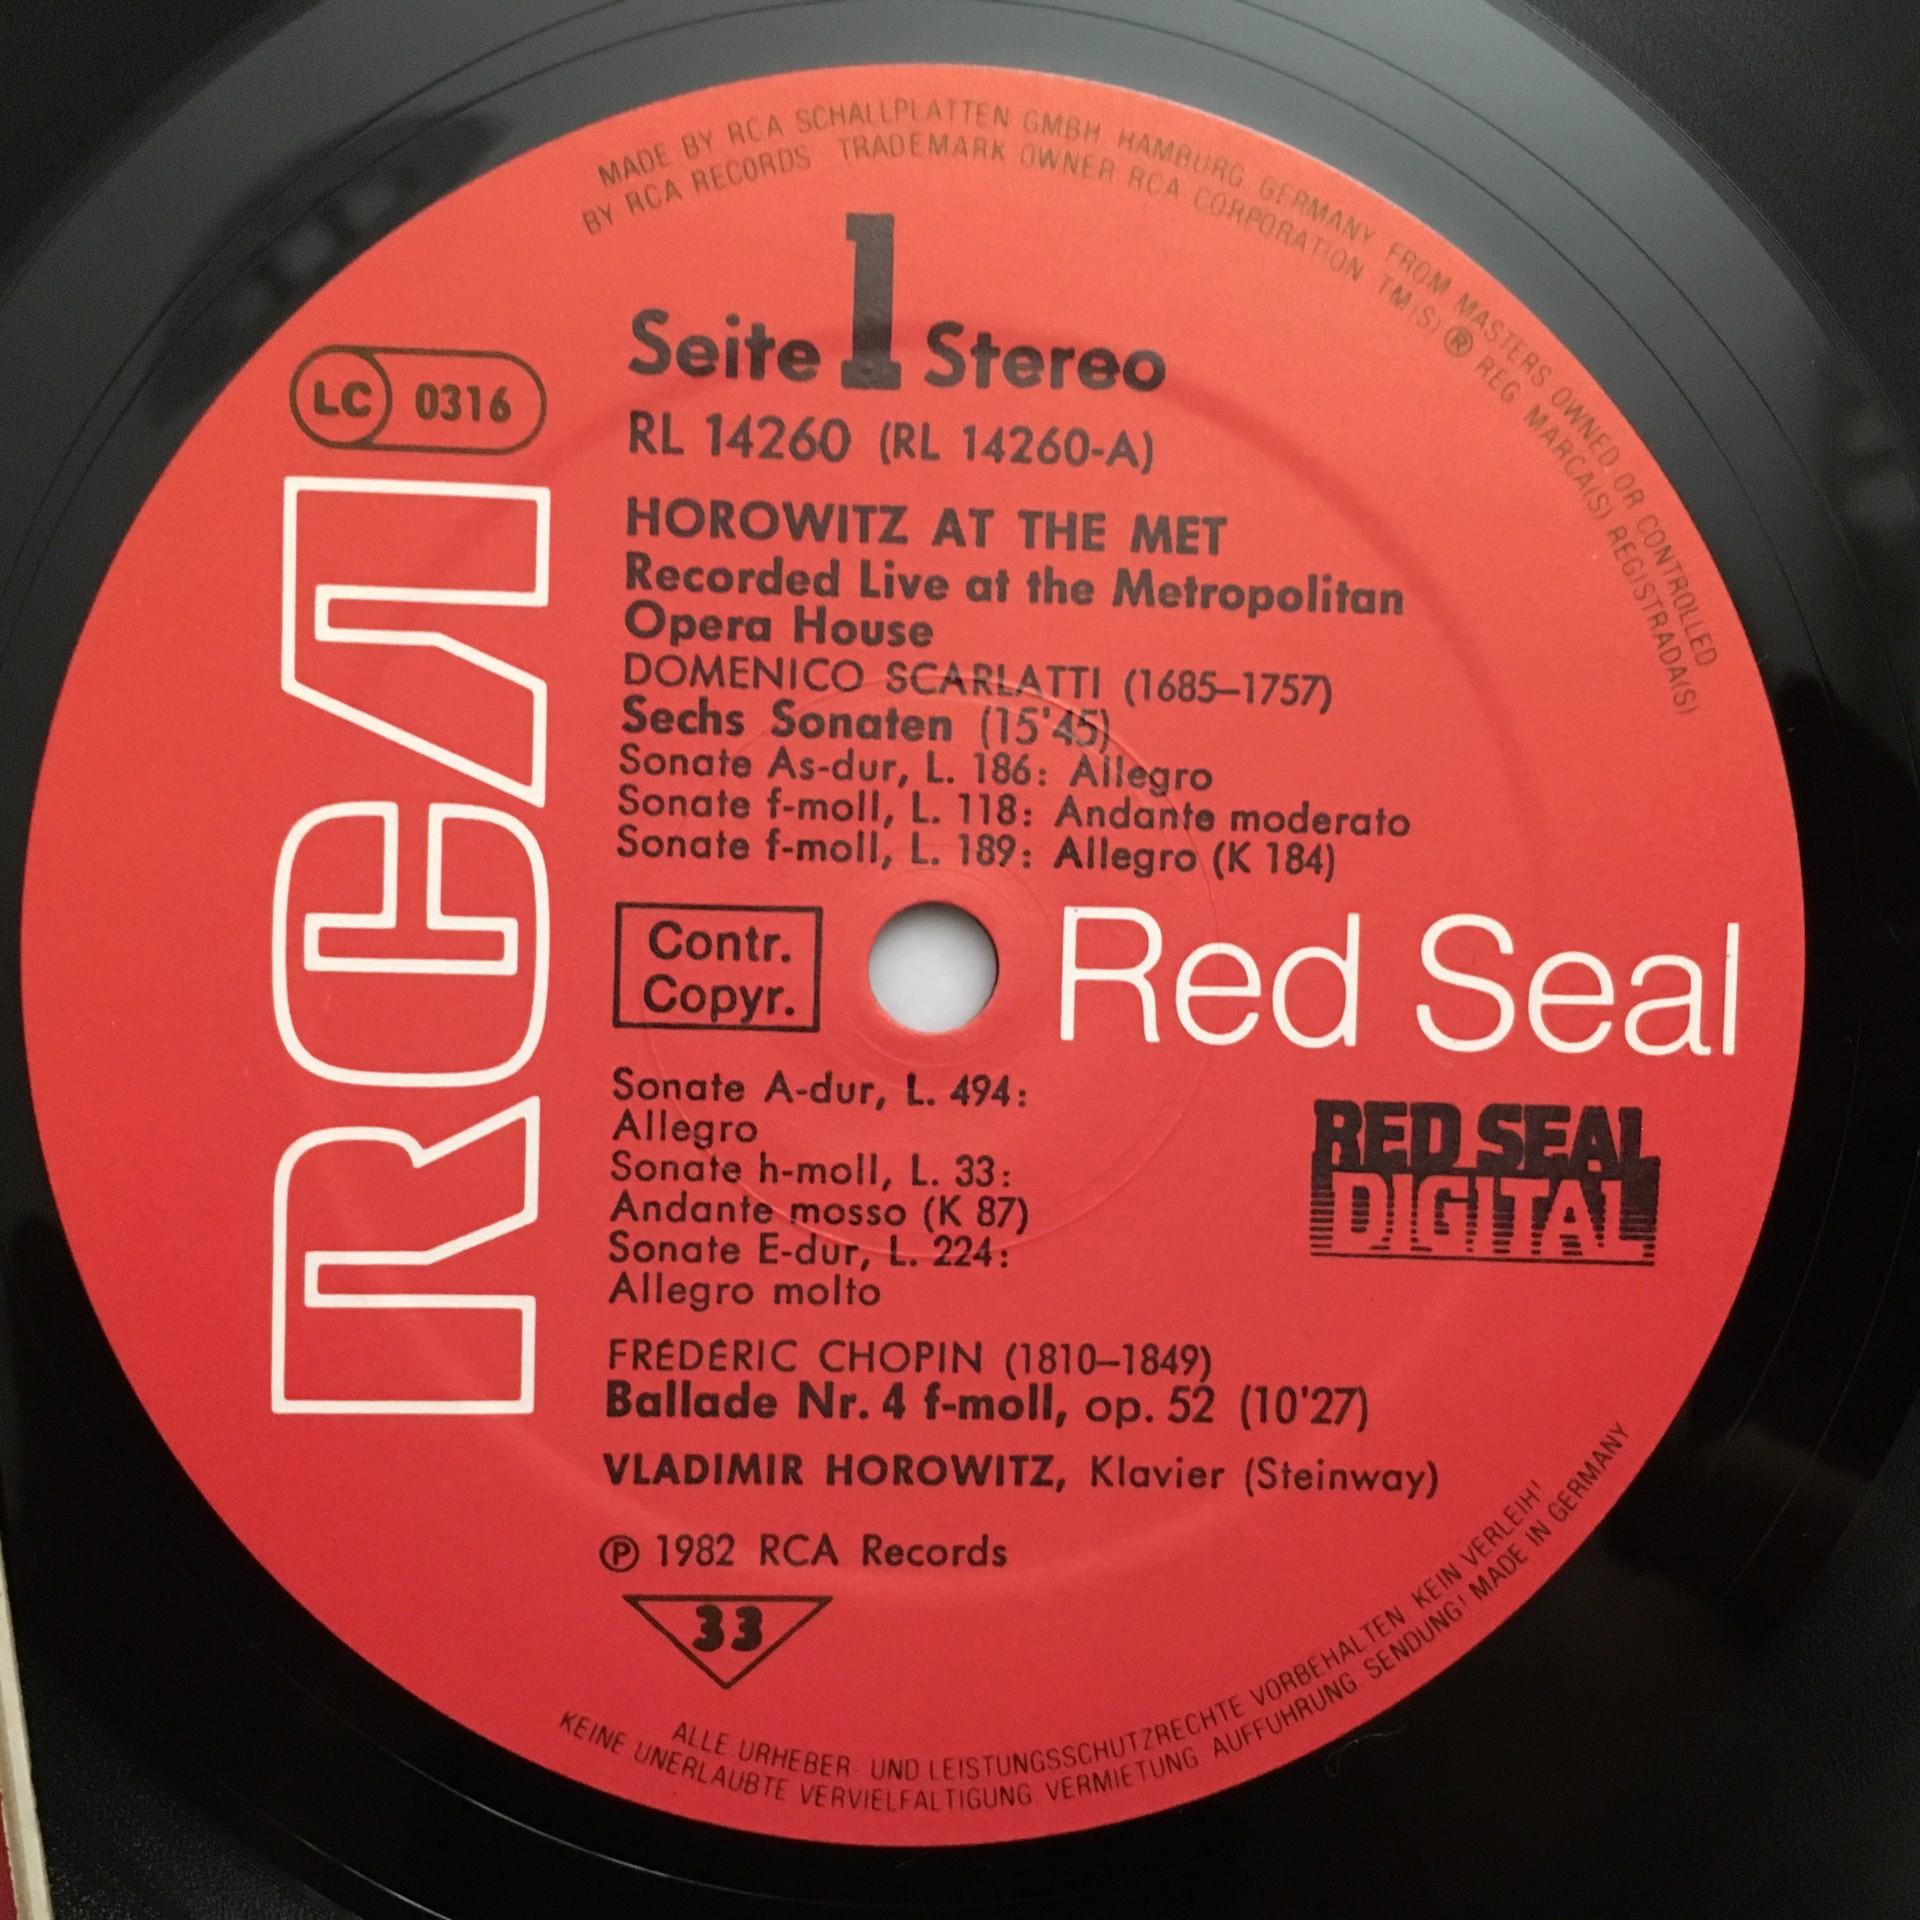 MADE BY RCA SCHALLPLATTEN GMBH HAMBURG GERMANY FROM MASTERS OWNED OR CONTROLLED
BY RCA RECORDS TRADEMARK OWNER RCA CORPORATION TM(S) ® REG MARCA(S) REGISTRADA(S)
Seite 1 Stereo
LC 0316
RL 14260 (RL 14260-A)
HOROWITZ AT THE MET
Recorded Live at the Metropolitan
Opera House
DOMENICO SCARLATTI (1685–1757)
Sechs Sonaten (15'45)
Sonate As-dur, L. 186: Allegro
Sonate f-moll, L. 118: Andante moderato
Sonate f-moll, L. 189: Allegro (K 184)
RCA
Contr.
Copyr.
Red Seal
Sonate A-dur, L. 494:
Allegro
Sonate h-moll, L. 33:
Andante mosso (K 87)
Sonate E-dur, L. 224:
Allegro molto
RED SEAL
DIGITAL
FRÉDÉRIC CHOPIN (1810–1849)
Ballade Nr. 4 f-moll, op. 52 (10'27)
VLADIMIR HOROWITZ, Klavier (Steinway)
℗ 1982 RCA Records
33
ALLE URHEBER- UND LEISTUNGSSCHUTZRECHTE VORBEHALTEN KEIN VERLEIH!
KEINE UNERLAUBTE VERVIELFÄLTIGUNG VERMIETUNG AUFFÜHRUNG SENDUNG! MADE IN GERMANY